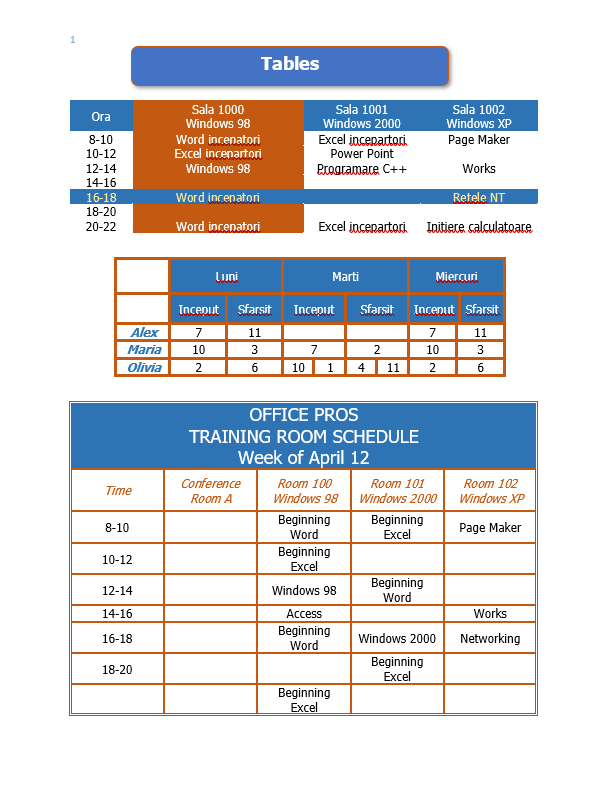 1
Tables
Ora Sala 1000 Windows 98 Sala 1001 Windows 2000 Sala 1002 Windows XP
8-10 Word incenatori Excel incepartori Page Maker
10-12 Excel incepartori Power Point
12-14 Windows 98 Programare C++ Works
14-16
16-18 Word incenatori Retele NT
18-20
20-22 Word incenatori Excel incepartori Initiere calculatoare
Luni Marti Miercuri
Inceput Sfarsit Inceput Sfarsit Inceput Sfarsit
Alex 7 11 7 11
Maria 10 3 7 2 10 3
Olivia 2 6 10 1 4 11 2 6
OFFICE PROS
TRAINING ROOM SCHEDULE
Week of April 12
Time Conference Room A Room 100 Windows 98 Room 101 Windows 2000 Room 102 Windows XP
8-10 Beginning Word Beginning Excel Page Maker
10-12 Beginning Excel
12-14 Windows 98 Beginning Word
14-16 Access Works
16-18 Beginning Word Windows 2000 Networking
18-20 Beginning Excel
Beginning Excel